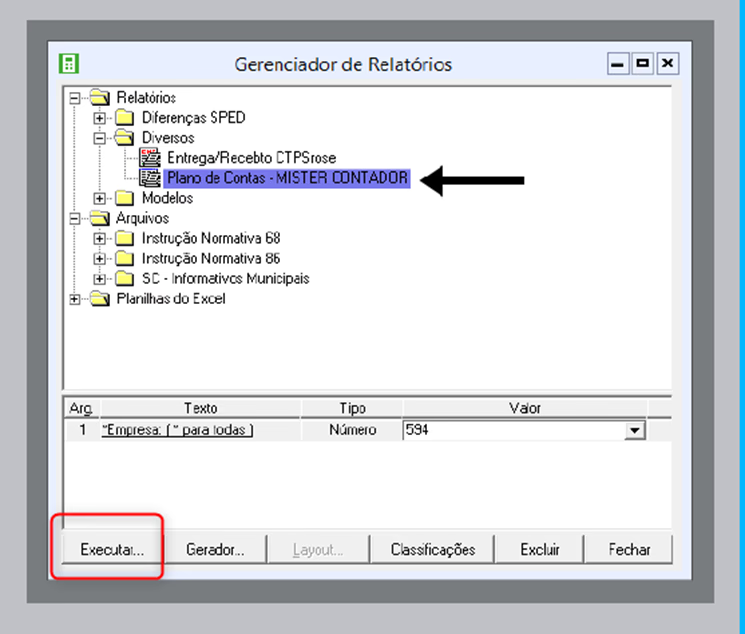 Gerenciador de Relatórios
Relatórios
Diferenças SPED
Diversos
Entrega/Recebto CTPSrose
Plano de Contas - MISTER CONTADOR
Modelos
Arquivos
Instrução Normativa 68
Instrução Normativa 86
SC - Informativos Municipais
Planilhas do Excel
Arg. Texto Tipo Valor
1 "Empresa: ( * para todas ) Número 594
Executar... Gerador... Layout... Classificações Excluir Fechar